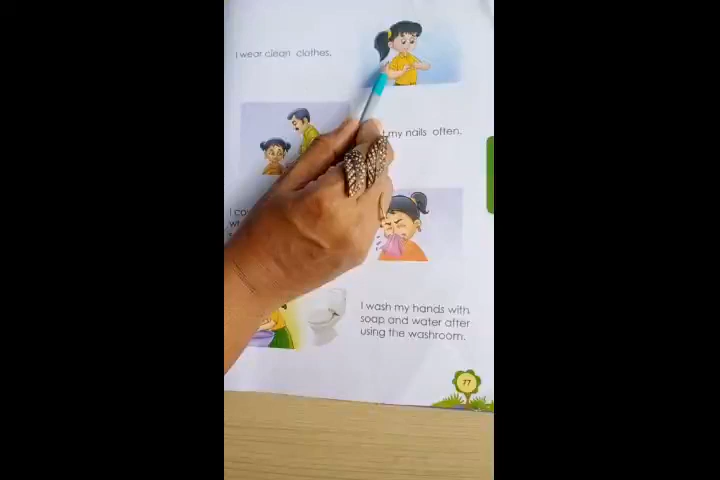 I wear clean clothes.
my nails often.
I wash my hands with
soap and water after
using the washroom.
77